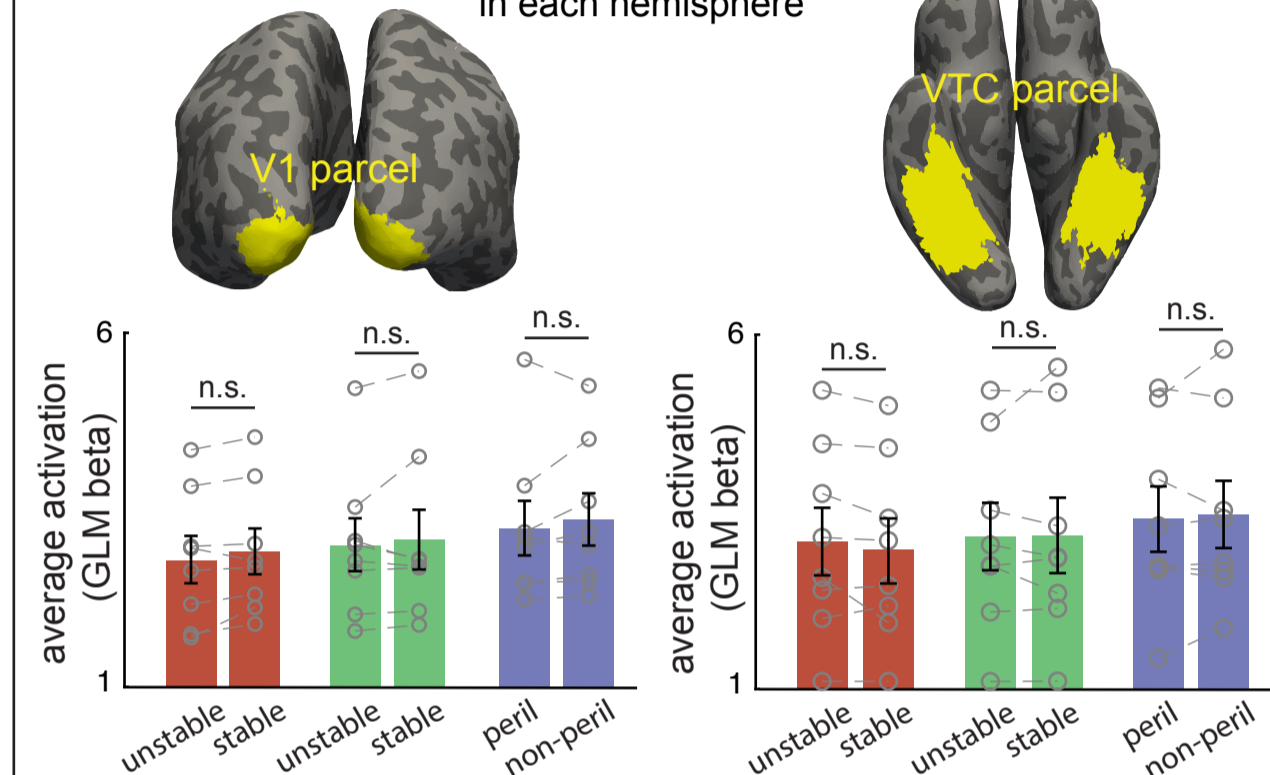 in each hemisphere
V1 parcel
VTC parcel
average activation
(GLM beta)
6
1
n.s.
n.s.
n.s.
unstable
stable
unstable
stable
peril
non-peril
average activation
(GLM beta)
6
1
n.s.
n.s.
n.s.
unstable
stable
unstable
stable
peril
non-peril